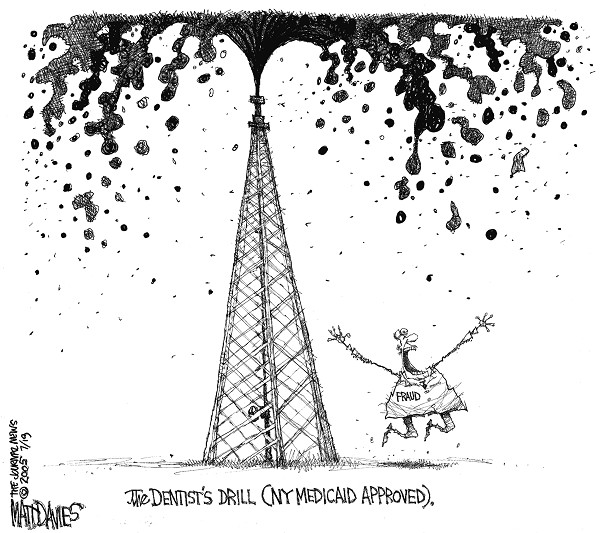 FRAUD
The DENTIST'S DRILL (NY MEDICAID APPROVED).
THE JOURNAL NEWS
© 2005 7/19
MATT DAVIES